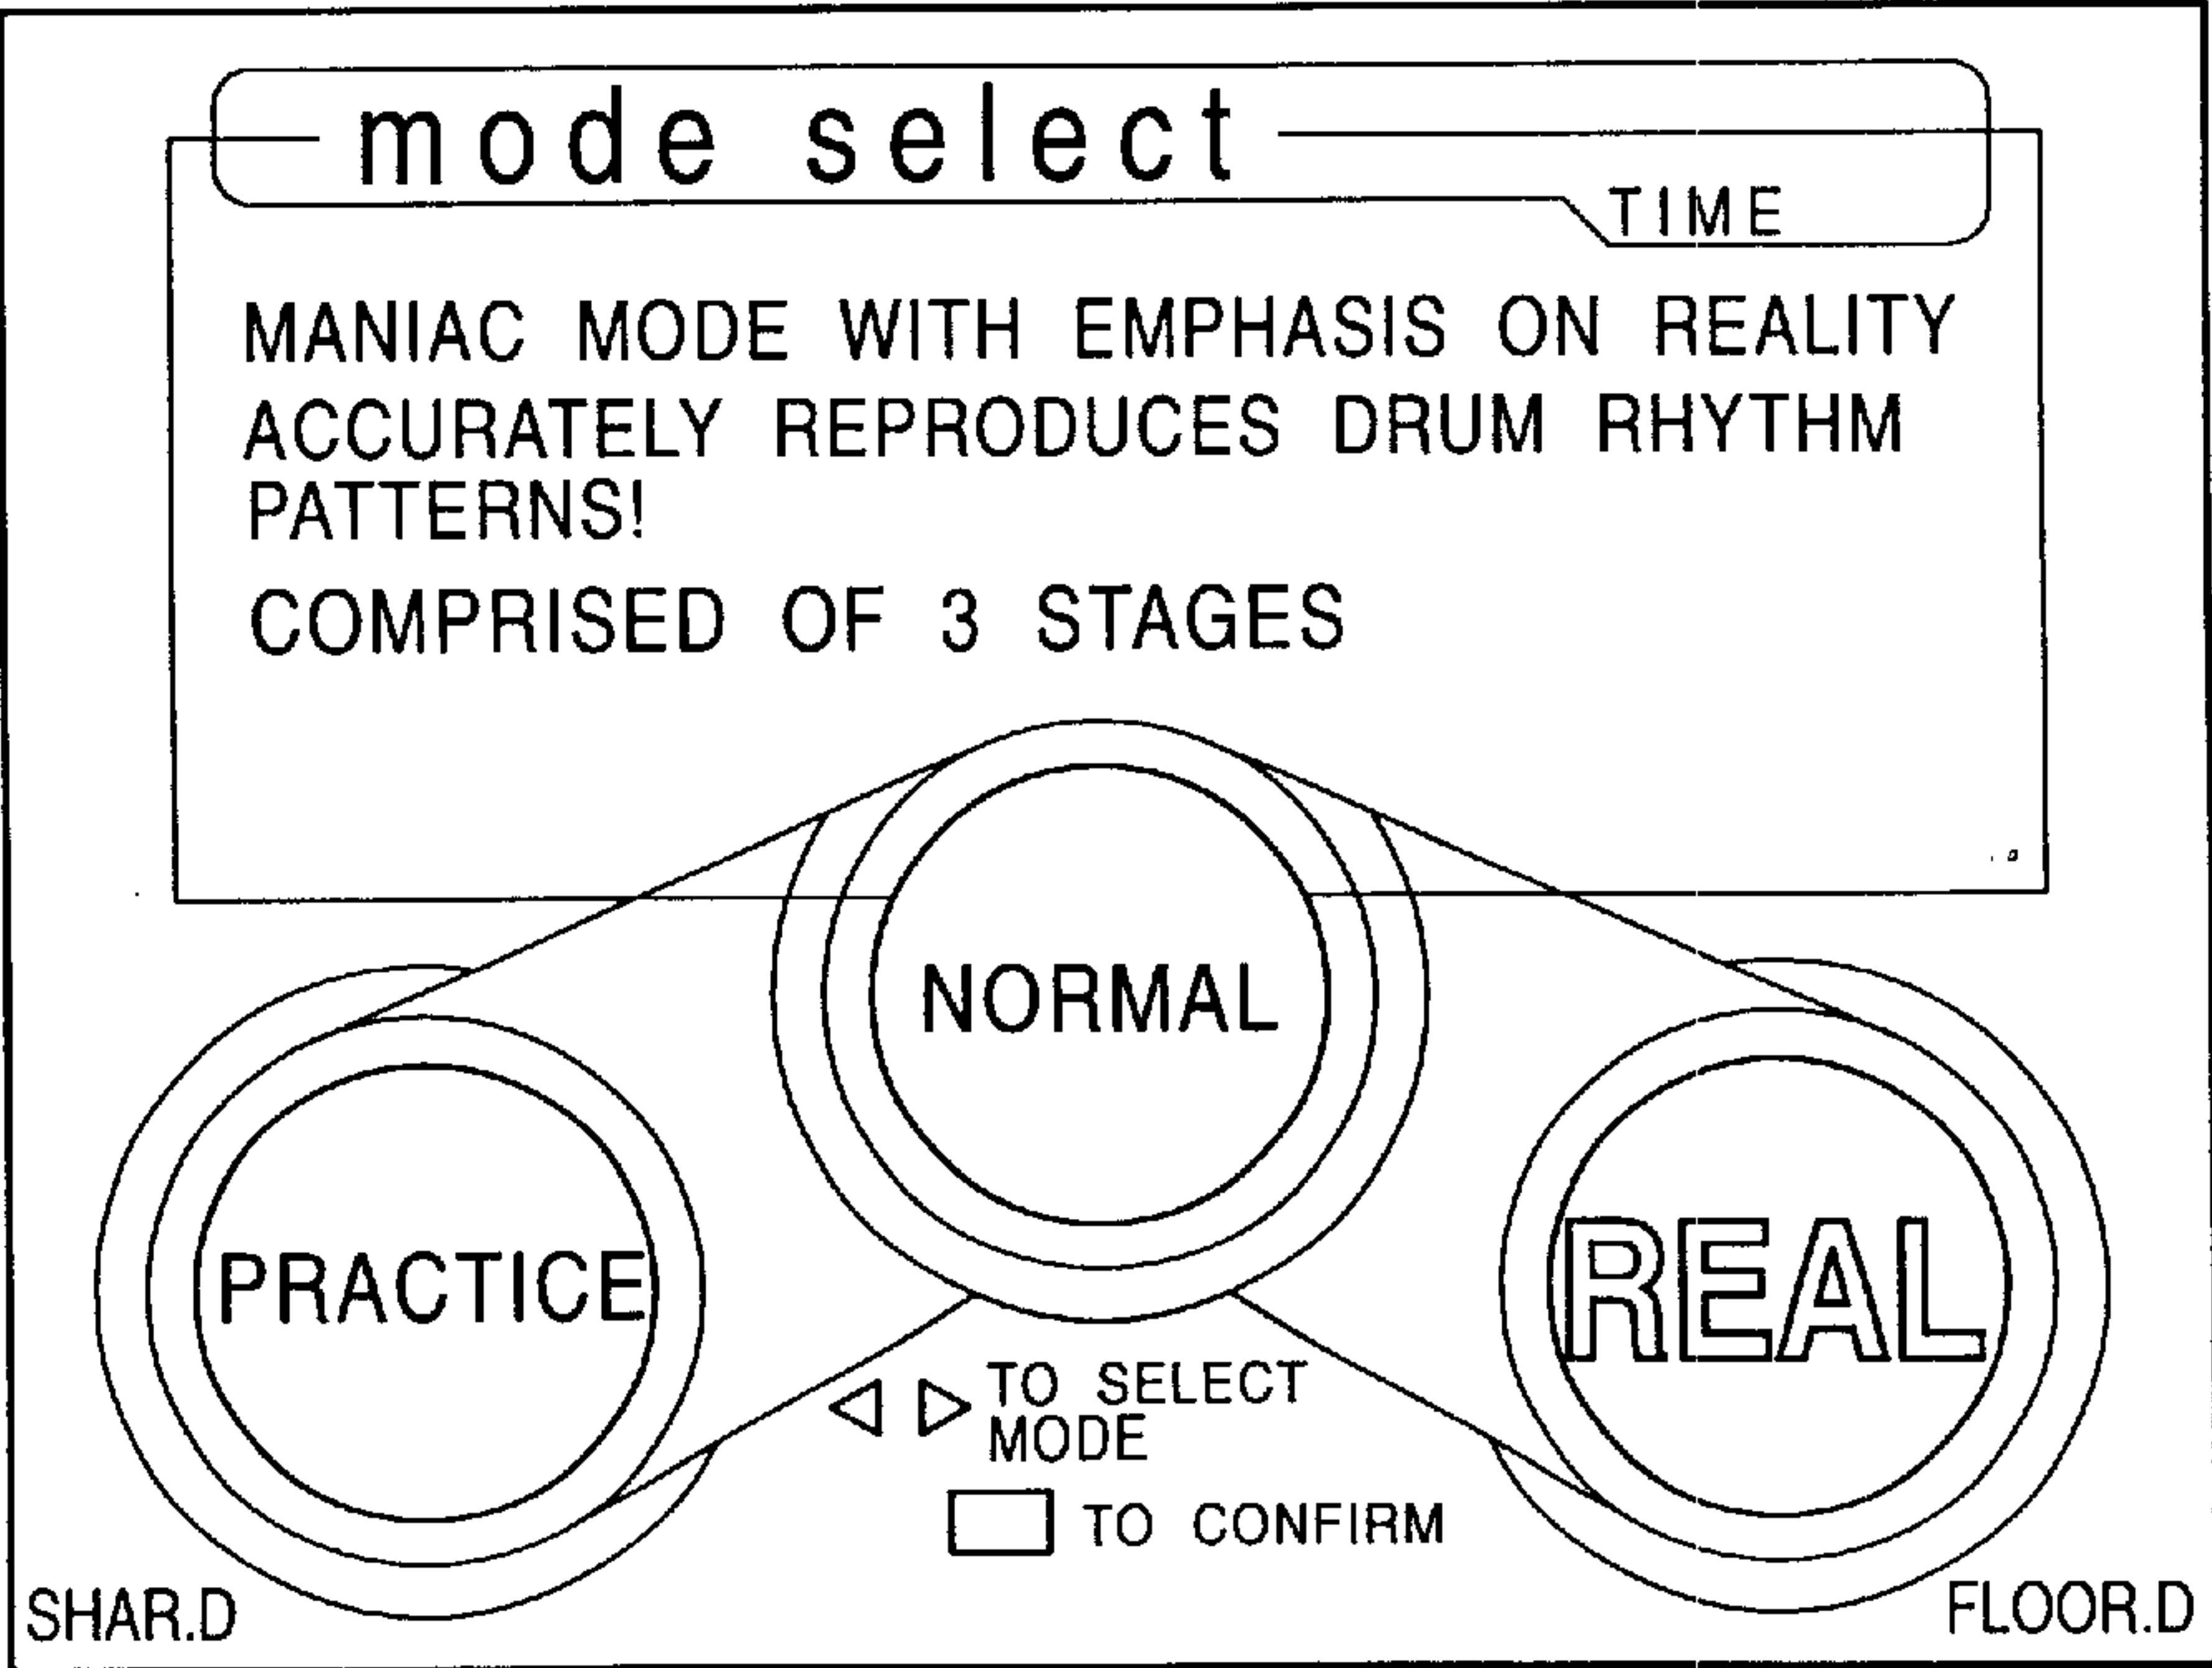 mode select
TIME
MANIAC MODE WITH EMPHASIS ON REALITY
ACCURATELY REPRODUCES DRUM RHYTHM
PATTERNS!
COMPRISED OF 3 STAGES
NORMAL
PRACTICE
REAL
TO SELECT
MODE
TO CONFIRM
SHAR.D
FLOOR.D